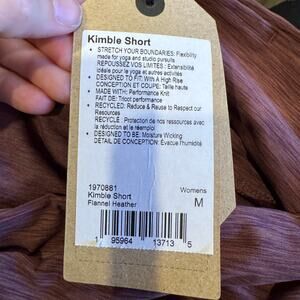 Kimble Short
• STRETCH YOUR BOUNDARIES: Flexibility
made for yoga and studio pursuits
REPOUSSEZ VOS LIMITES : Extensibilité
idéale pour le yoga et autres activités
• DESIGNED TO FIT: With A High Rise
CONCEPTION ET COUPE: Taille haute
• MADE WITH: Performance Knit
FAIT DE: Tricot performance
• RECYCLED: Reduce & Reuse to Respect our
Resources
RECYCLÉ : Protection de nos ressources avec
la réduction et le réemploi
• DESIGNED TO BE: Moisture Wicking
DÉTAIL DE CONCEPTION: Évacue l'humidité
1970881
Kimble Short
Flannel Heather
Womens
M
1 95964 13713 5